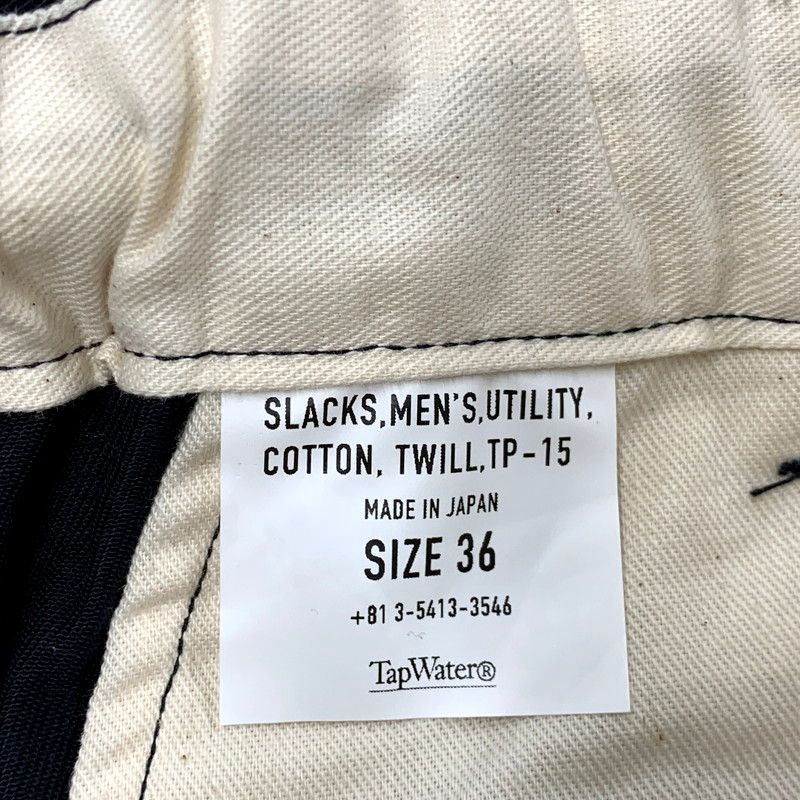 SLACKS,MEN'S,UTILITY,
COTTON, TWILL,TP-15
MADE IN JAPAN
SIZE 36
+81 3-5413-3546
TapWater®